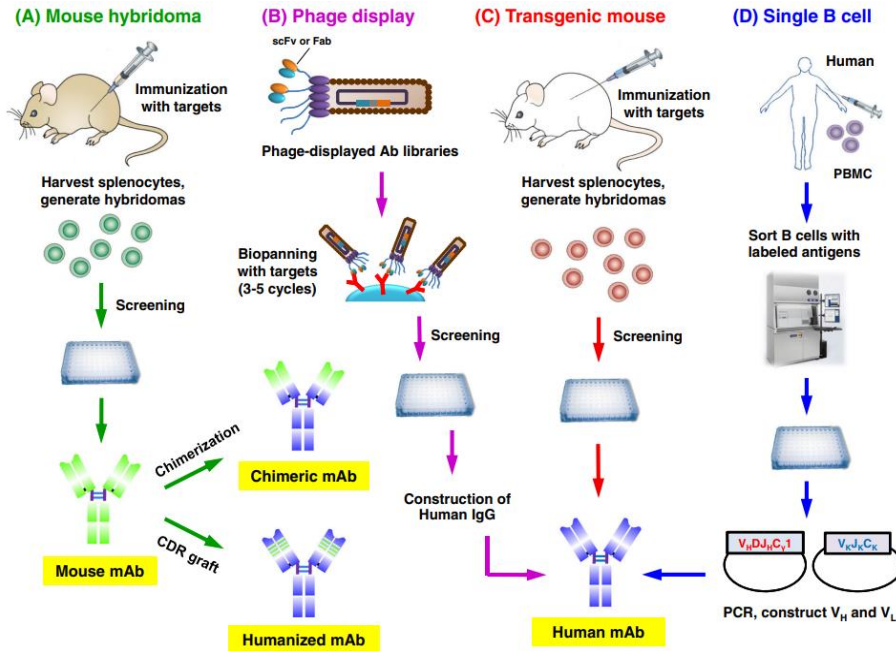 (A) Mouse hybridoma
Immunization
with targets
Harvest splenocytes,
generate hybridomas
Screening
Mouse mAb
Chimerization
CDR graft
Chimeric mAb
Humanized mAb
(B) Phage display
scFv or Fab
Phage-displayed Ab libraries
Biopanning
with targets
(3-5 cycles)
Screening
Construction of
Human IgG
(C) Transgenic mouse
Immunization
with targets
Harvest splenocytes,
generate hybridomas
Screening
Human mAb
(D) Single B cell
Human
PBMC
Sort B cells with
labeled antigens
VHDJHCγ1
VKJKCK
PCR, construct VH and VL